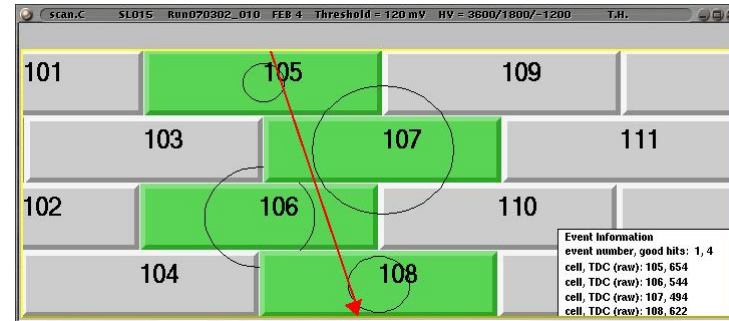 scan.C SL015 Run070302_010 FEB 4 Threshold = 120 mV HV = 3600/1800/-1200 T.H.
101 105 109
103 107 111
102 106 110
104 108
Event Information
event number, good hits: 1, 4
cell, TDC (raw): 105, 654
cell, TDC (raw): 106, 544
cell, TDC (raw): 107, 494
cell, TDC (raw): 108, 622